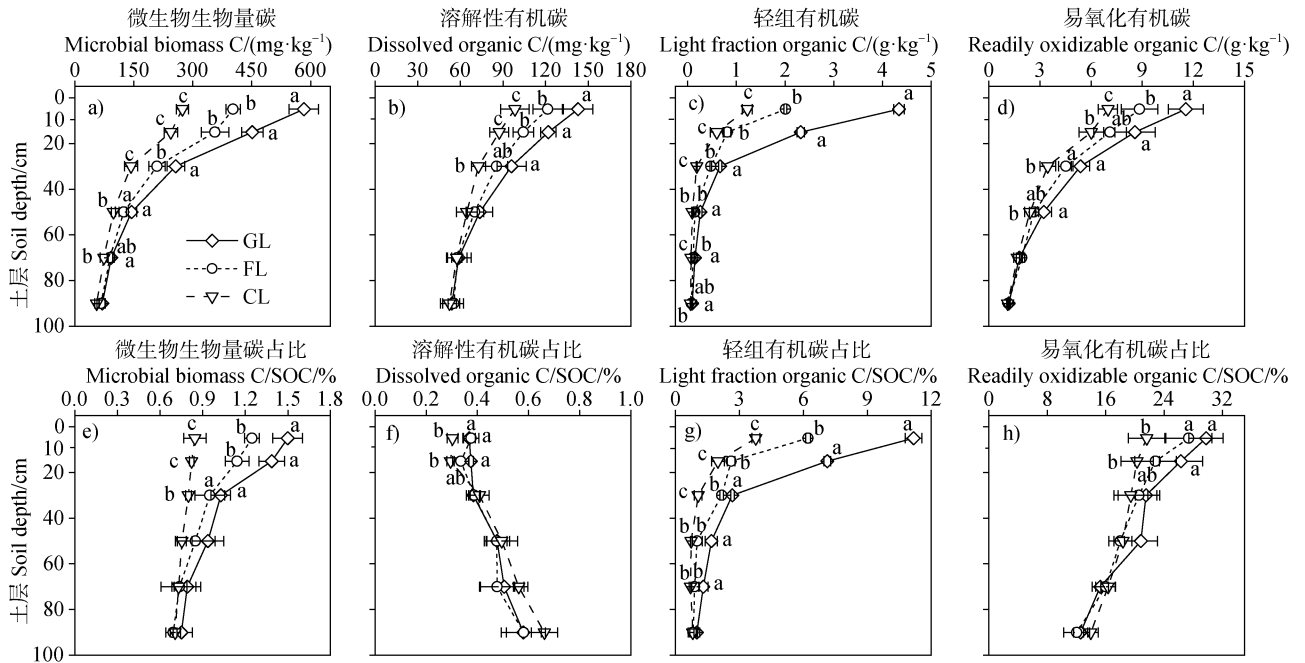 微生物生物量碳
Microbial biomass C/(mg·kg⁻¹)
0 150 300 450 600
溶解性有机碳
Dissolved organic C/(mg·kg⁻¹)
0 30 60 90 120 150 180
轻组有机碳
Light fraction organic C/(g·kg⁻¹)
0 1 2 3 4 5
易氧化有机碳
Readily oxidizable organic C/(g·kg⁻¹)
0 3 6 9 12 15
土层 Soil depth/cm
0
10
20
40
60
80
100
a)
c b a
c b a
b b a
b a a
b ab a
GL
FL
CL
b)
c b a
c b a
b ab a
c)
c b a
c b a
c b a
b b a
c b a
b ab a
d)
c b a
b ab a
b a a
b ab a
微生物生物量碳占比
Microbial biomass C/SOC/%
0.0 0.3 0.6 0.9 1.2 1.5 1.8
溶解性有机碳占比
Dissolved organic C/SOC/%
0.0 0.2 0.4 0.6 0.8 1.0
轻组有机碳占比
Light fraction organic C/SOC/%
0 3 6 9 12
易氧化有机碳占比
Readily oxidizable organic C/SOC/%
0 8 16 24 32
土层 Soil depth/cm
0
10
20
40
60
80
100
e)
c b a
c b a
b a a
f)
b a a
b ab a
g)
c b a
c b a
c b a
b b a
b b a
h)
c b a
b ab a